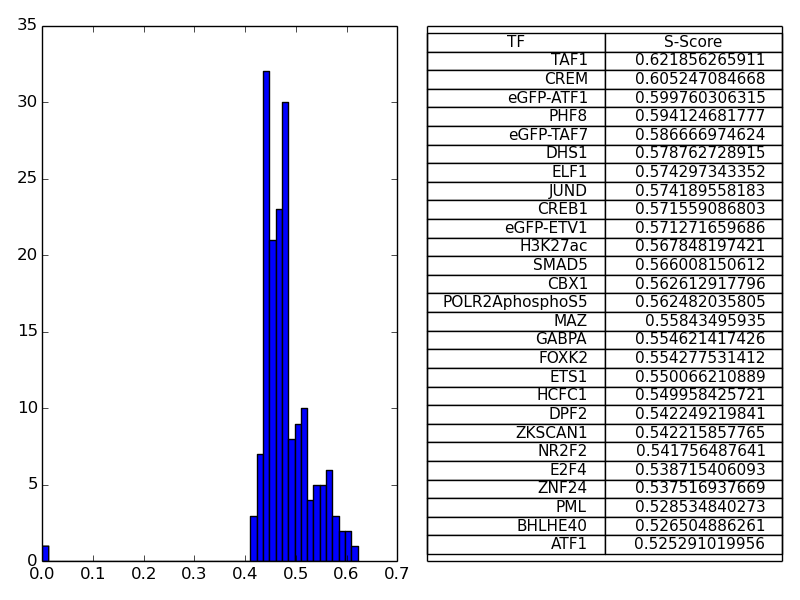 35
30
25
20
15
10
5
0
0.0 0.1 0.2 0.3 0.4 0.5 0.6 0.7
TF S-Score
TAF1 0.621856265911
CREM 0.605247084668
eGFP-ATF1 0.599760306315
PHF8 0.594124681777
eGFP-TAF7 0.586666974624
DHS1 0.578762728915
ELF1 0.574297343352
JUND 0.574189558183
CREB1 0.571559086803
eGFP-ETV1 0.571271659686
H3K27ac 0.567848197421
SMAD5 0.566008150612
CBX1 0.562612917796
POLR2AphosphoS5 0.562482035805
MAZ 0.55843495935
GABPA 0.554621417426
FOXK2 0.554277531412
ETS1 0.550066210889
HCFC1 0.549958425721
DPF2 0.542249219841
ZKSCAN1 0.542215857765
NR2F2 0.541756487641
E2F4 0.538715406093
ZNF24 0.537516937669
PML 0.528534840273
BHLHE40 0.526504886261
ATF1 0.525291019956